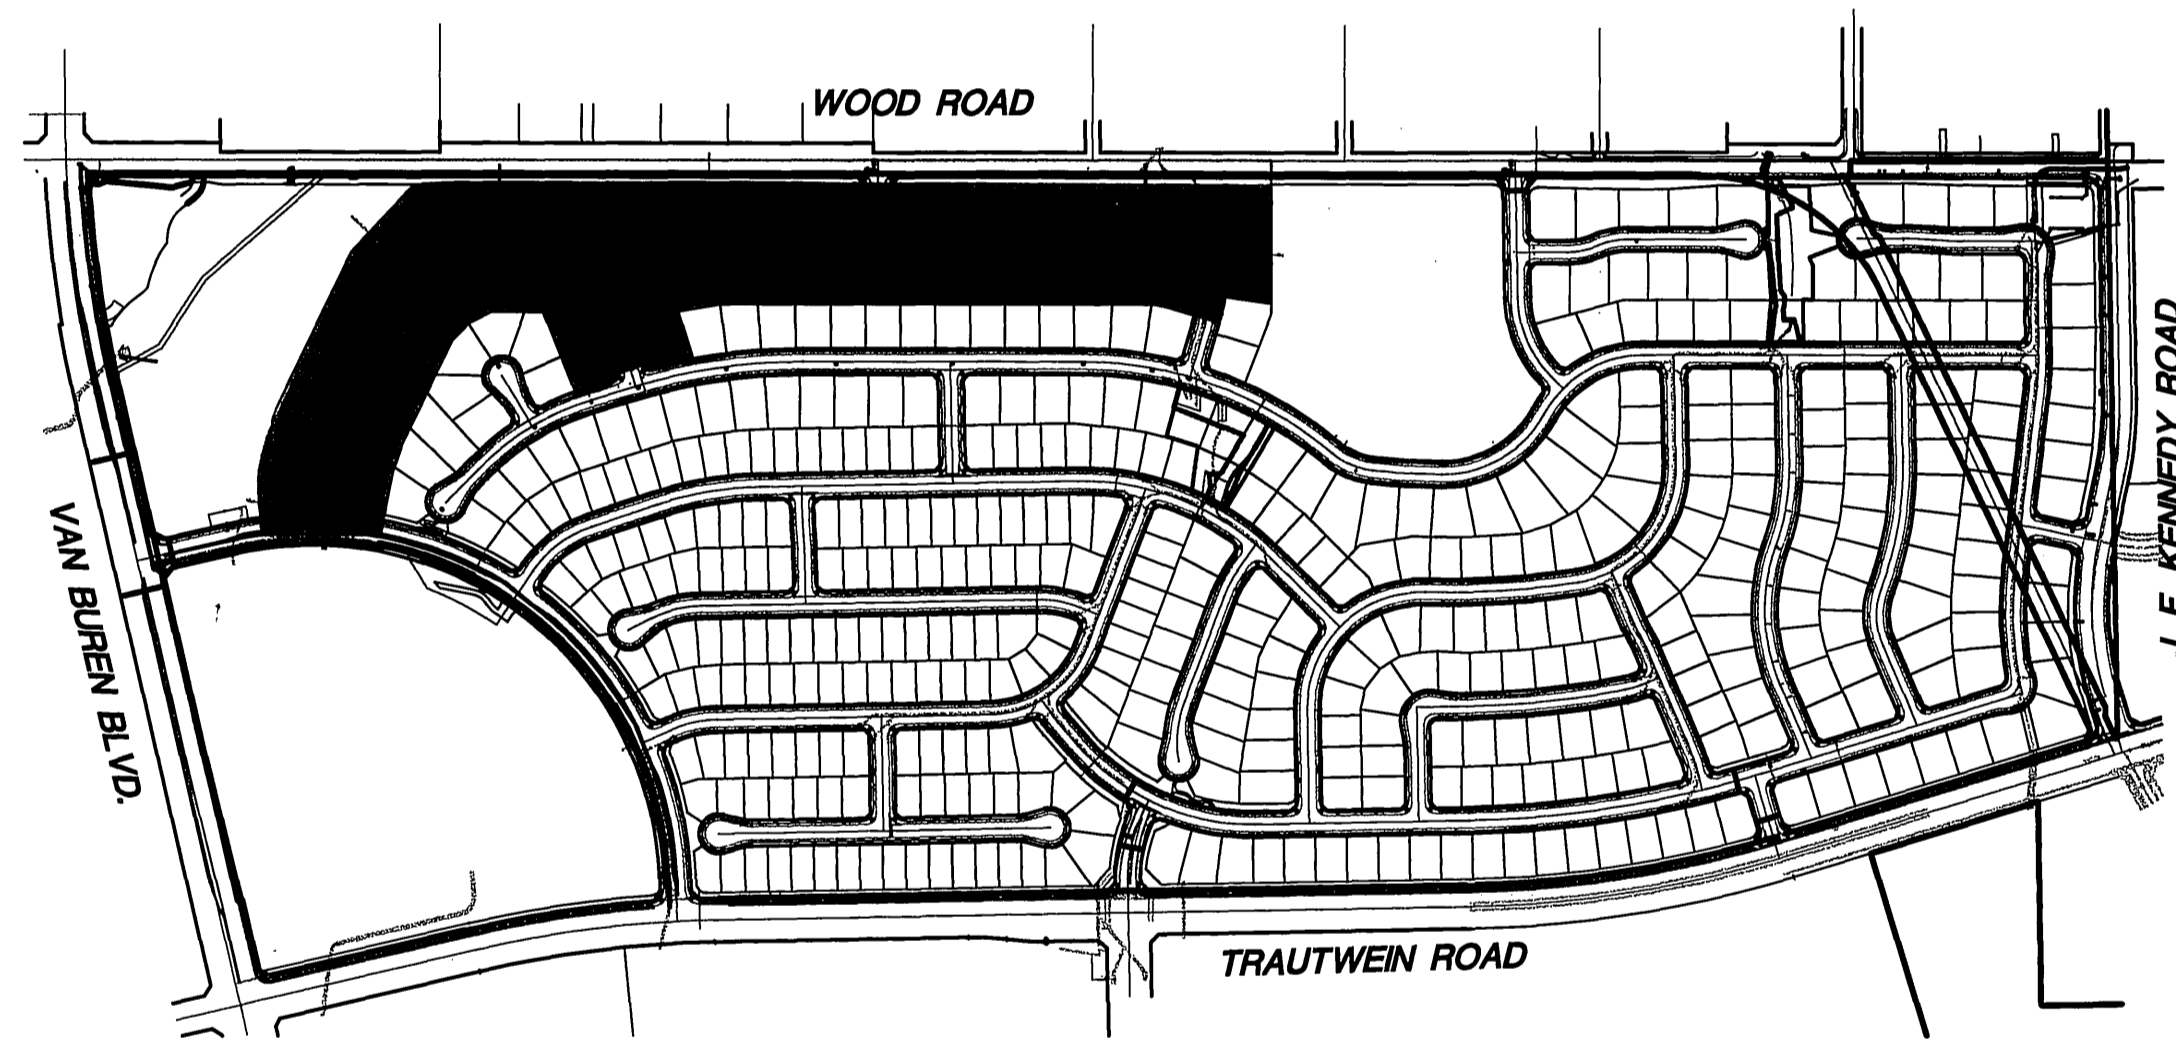 WOOD ROAD
VAN BUREN BLVD.
KENNEDY ROAD
TRAUTWEIN ROAD